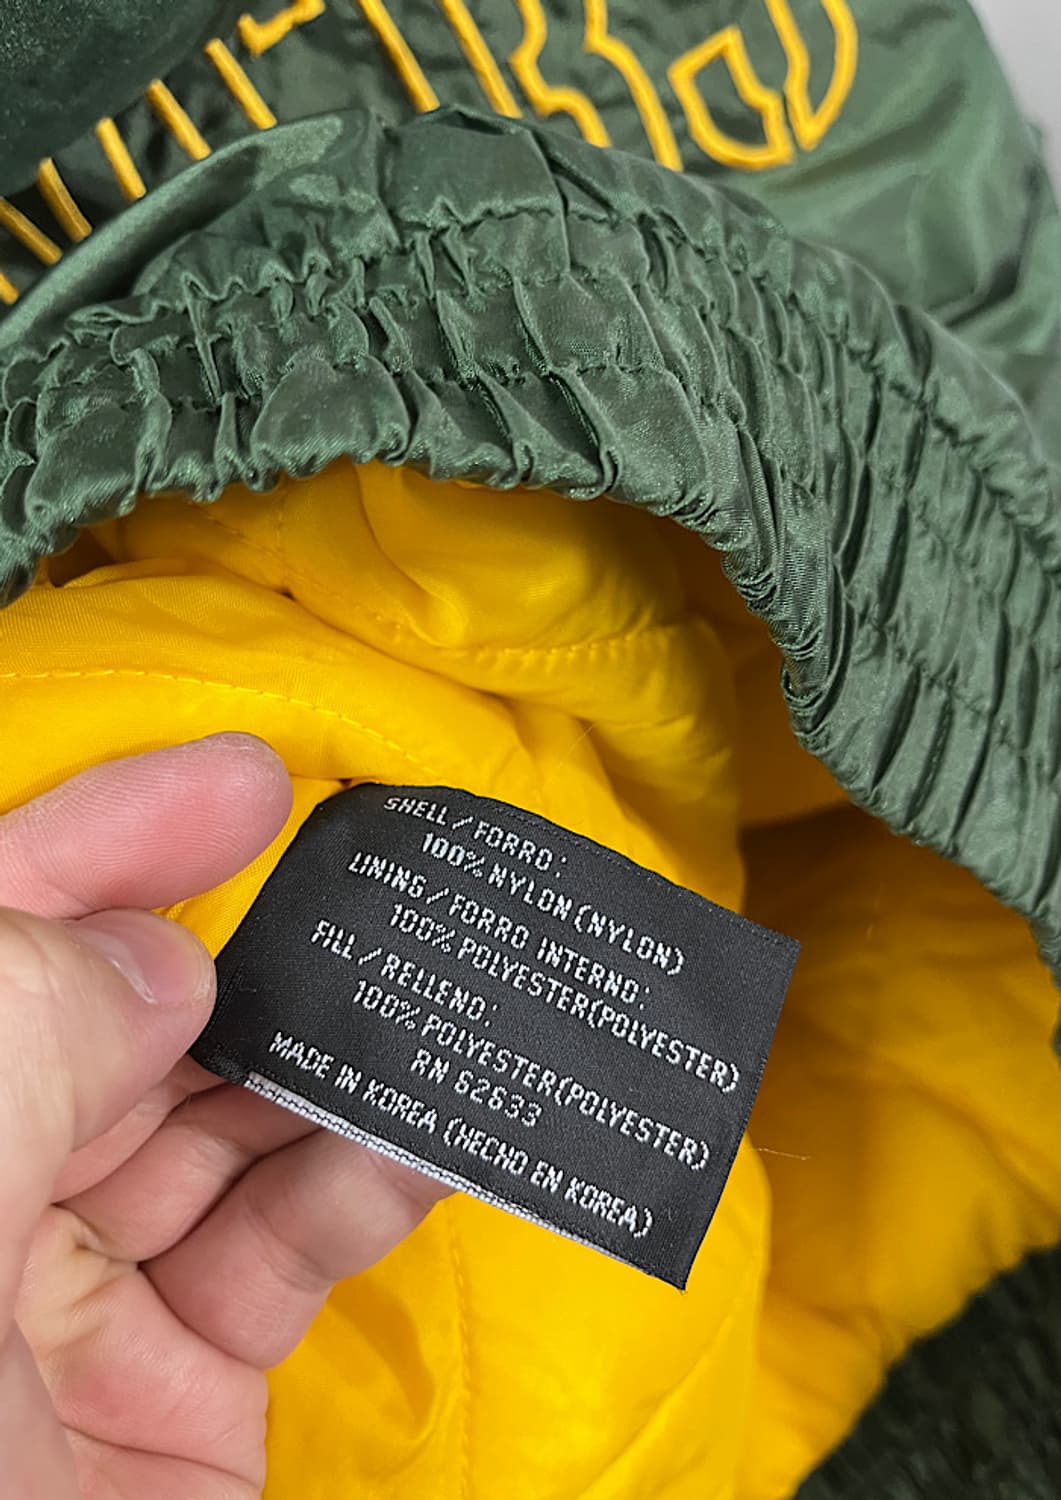 SHELL/FORRO:
100% NYLON (NYLON)
LINING/FORRO INTERNO:
100% POLYESTER(POLYESTER)
FILL/RELLENO:
100% POLYESTER(POLYESTER)
RN 62633
MADE IN KOREA (HECHO EN KOREA)